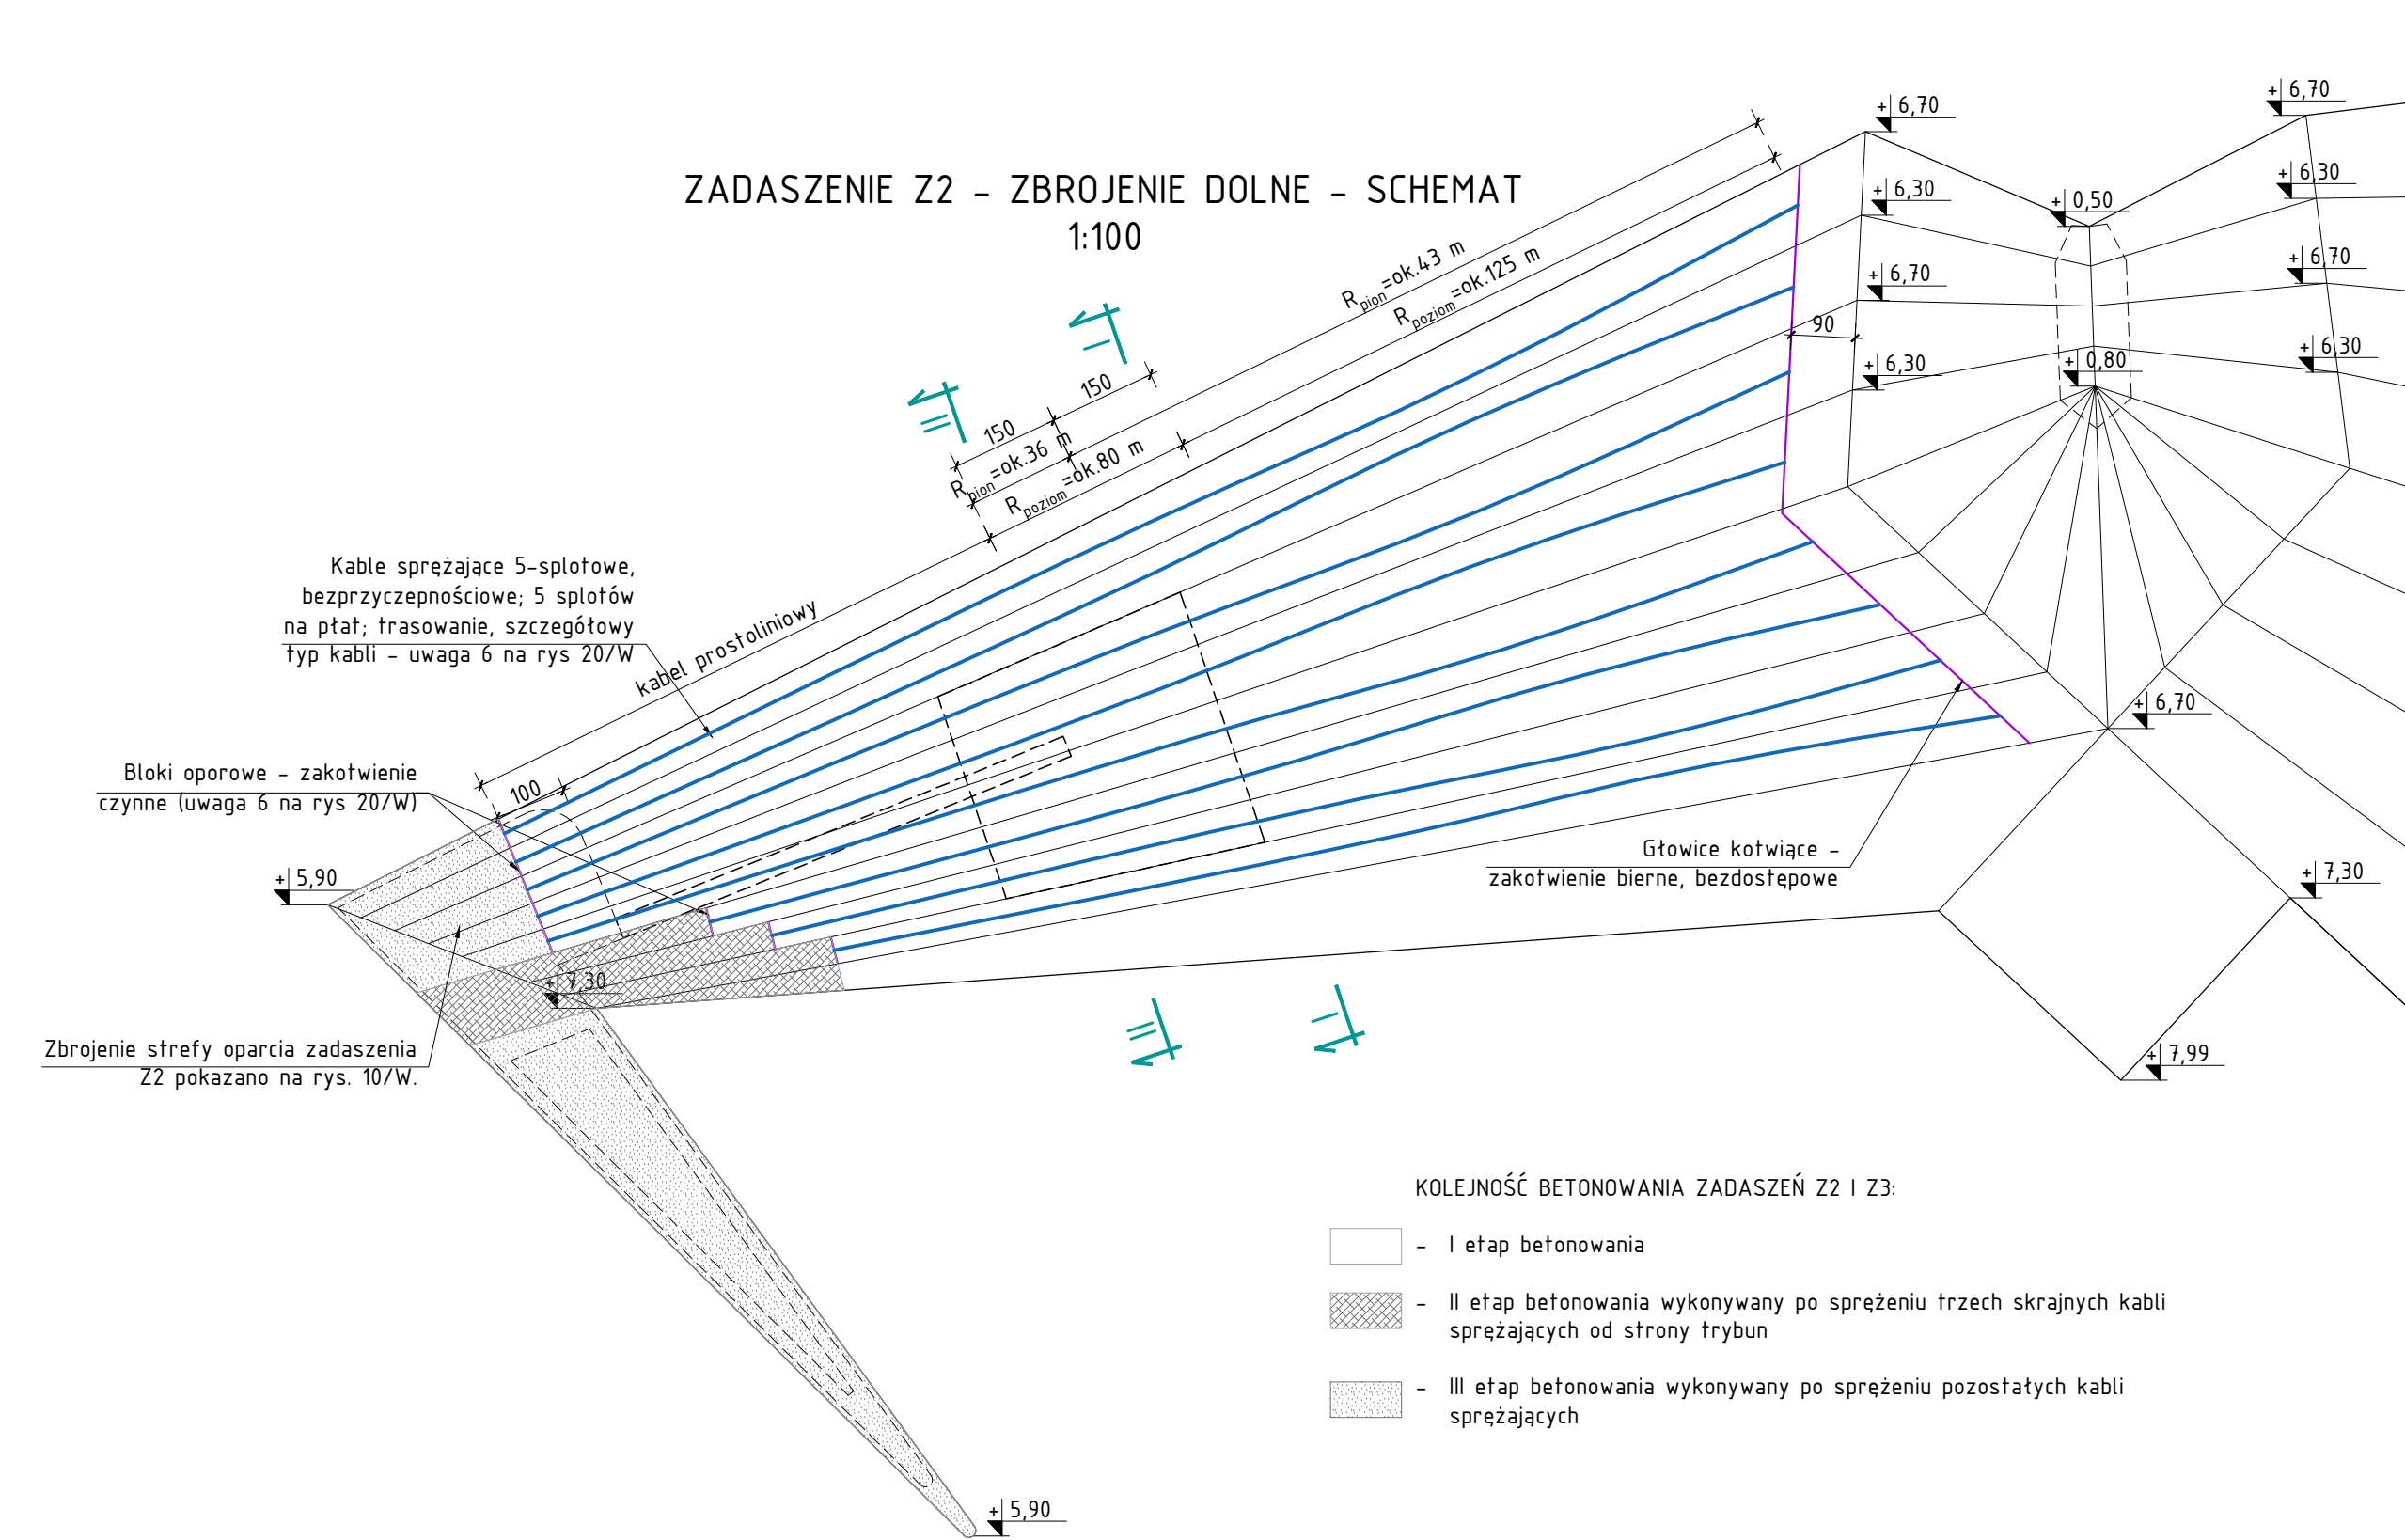 ZADASZENIE Z2 - ZBROJENIE DOLNE - SCHEMAT
1:100
+ 6,70
+ 6,30
+ 6,70
+ 6,30
90
+ 0,50
+ 0,80
+ 6,70
+ 6,30
+ 6,70
+ 6,30
+ 6,70
+ 7,30
+ 7,99
Rpion=ok.43 m
Rpoziom=ok.125 m
150
150
Rpion=ok.36 m
Rpoziom=ok.80 m
kabel prostoliniowy
100
Kable sprężające 5-splotowe,
bezprzyczepnościowe; 5 splotów
na płat; trasowanie, szczegółowy
typ kabli - uwaga 6 na rys 20/W
Bloki oporowe - zakotwienie
czynne (uwaga 6 na rys 20/W)
+ 5,90
+ 7,30
Zbrojenie strefy oparcia zadaszenia
Z2 pokazano na rys. 10/W.
Głowice kotwiące -
zakotwienie bierne, bezdostępowe
+ 5,90
KOLEJNOŚĆ BETONOWANIA ZADASZEŃ Z2 I Z3:
- I etap betonowania
- II etap betonowania wykonywany po sprężeniu trzech skrajnych kabli
sprężających od strony trybun
- III etap betonowania wykonywany po sprężeniu pozostałych kabli
sprężających